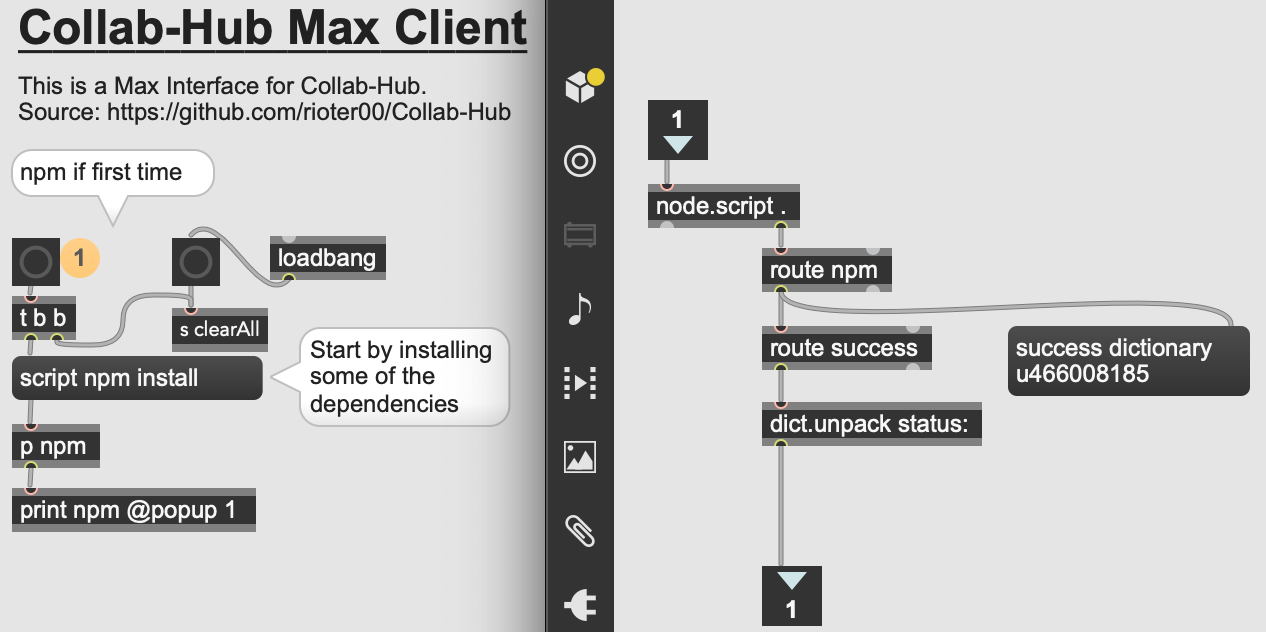 Collab-Hub Max Client
This is a Max Interface for Collab-Hub.
Source: https://github.com/rioter00/Collab-Hub
npm if first time
1
loadbang
t b b
s clearAll
script npm install
Start by installing
some of the
dependencies
p npm
print npm @popup 1
1
node.script .
route npm
route success
success dictionary
u466008185
dict.unpack status:
1